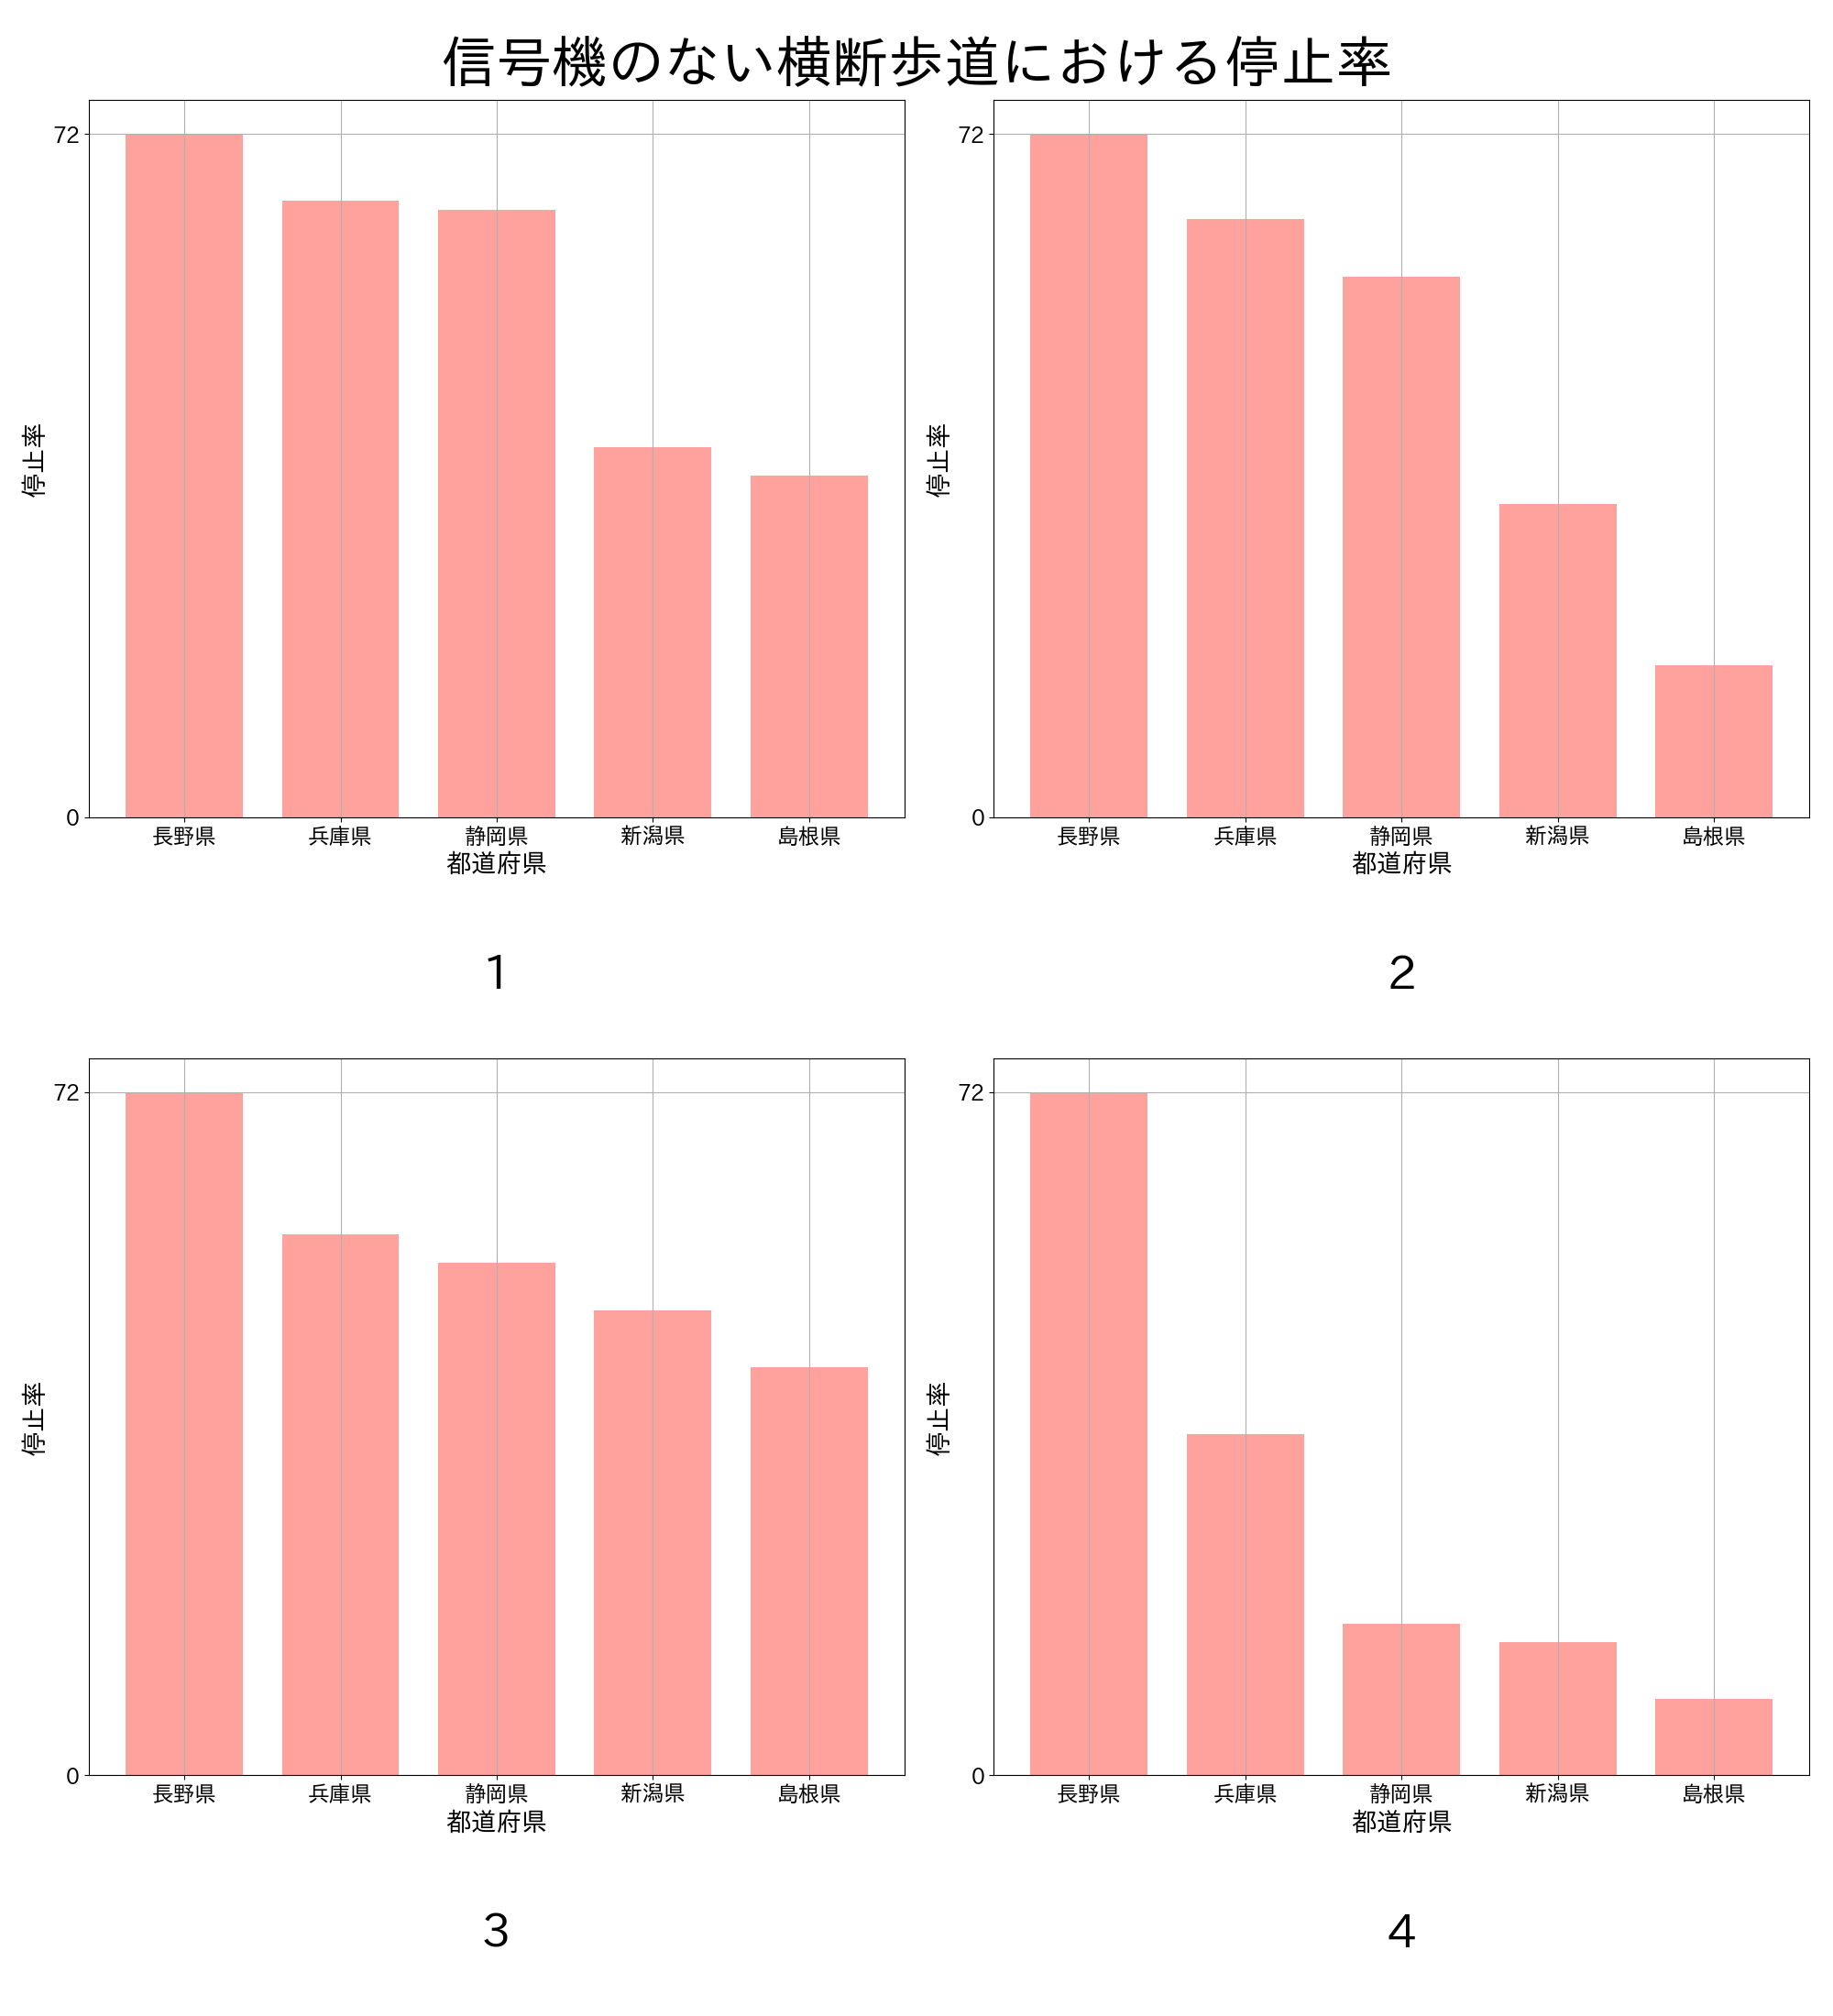 信号機のない横断歩道における停止率
72
停止率
0
長野県 兵庫県 静岡県 新潟県 島根県
都道府県
1
72
停止率
0
長野県 兵庫県 静岡県 新潟県 島根県
都道府県
2
72
停止率
0
長野県 兵庫県 静岡県 新潟県 島根県
都道府県
3
72
停止率
0
長野県 兵庫県 静岡県 新潟県 島根県
都道府県
4